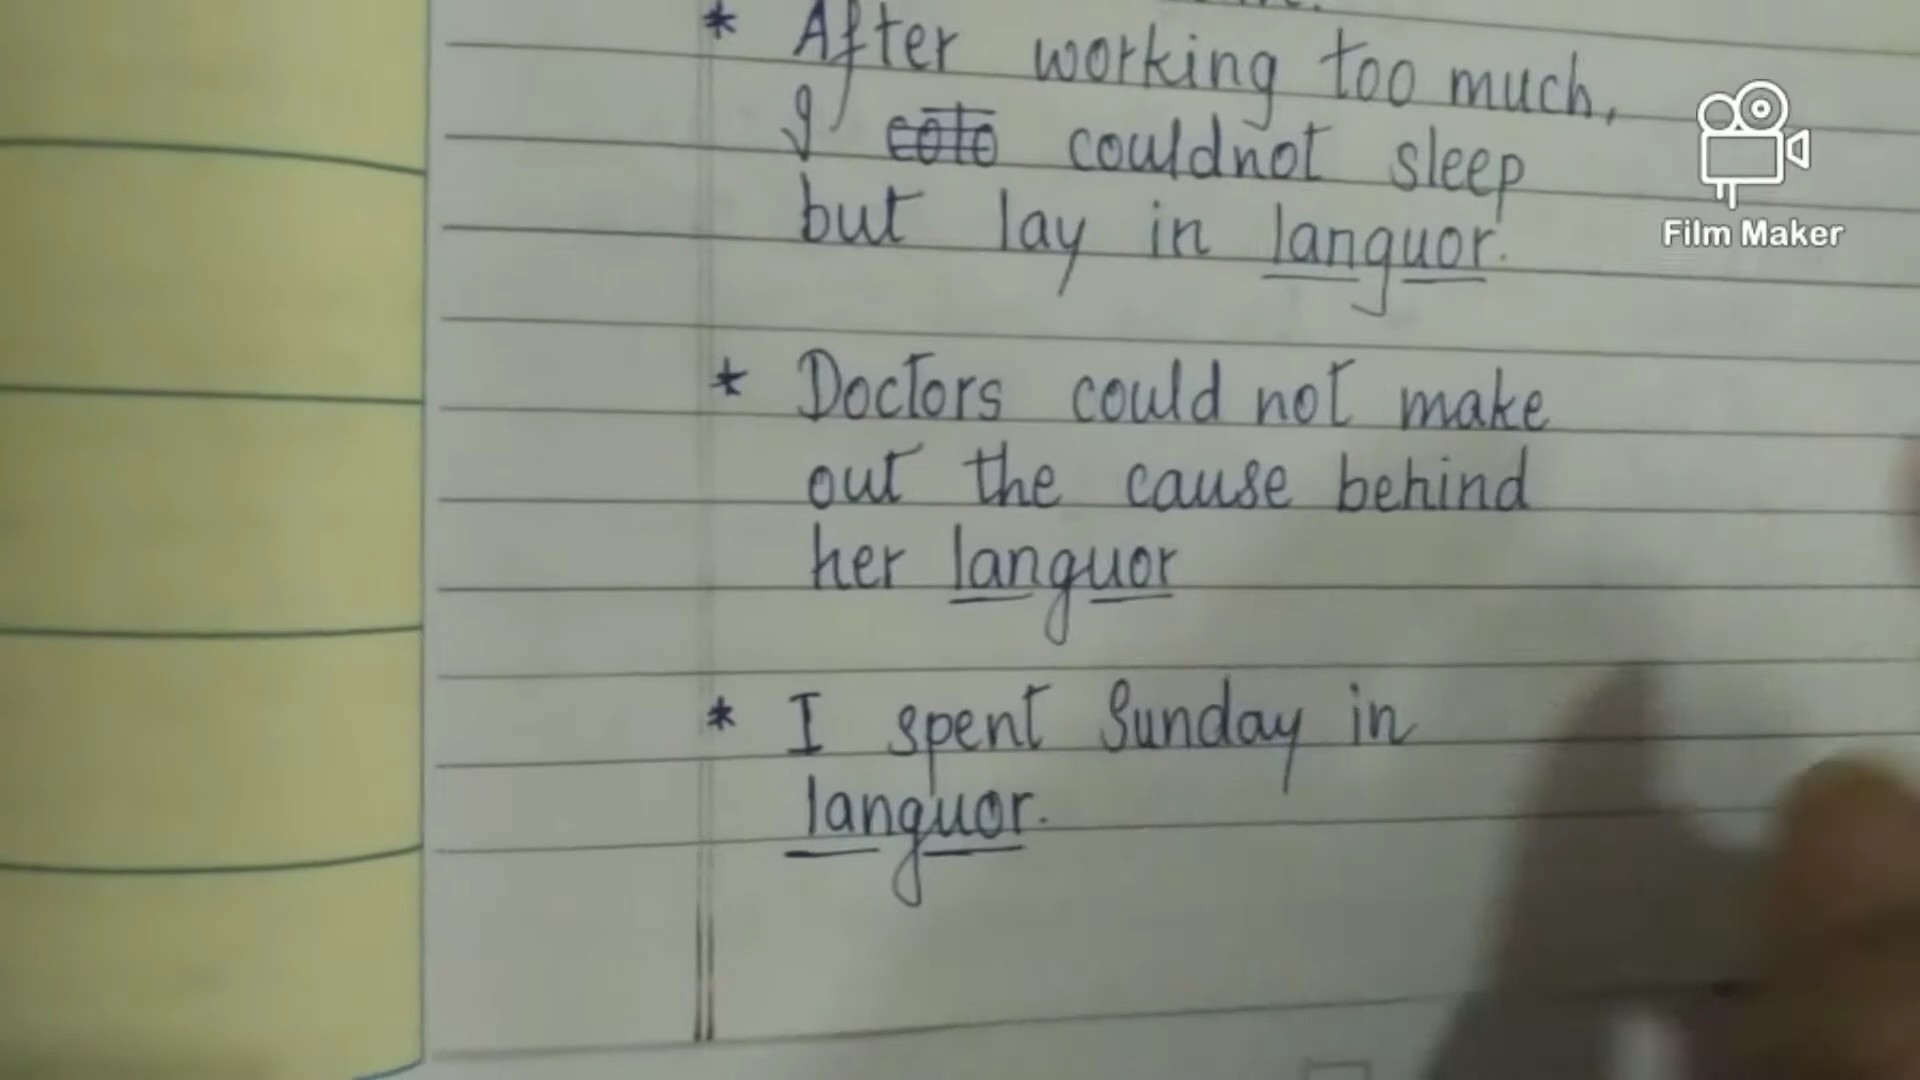 * After working too much,
I couldnot sleep
but lay in languor.
* Doctors could not make
out the cause behind
her languor
* I spent Sunday in
languor.
Film Maker